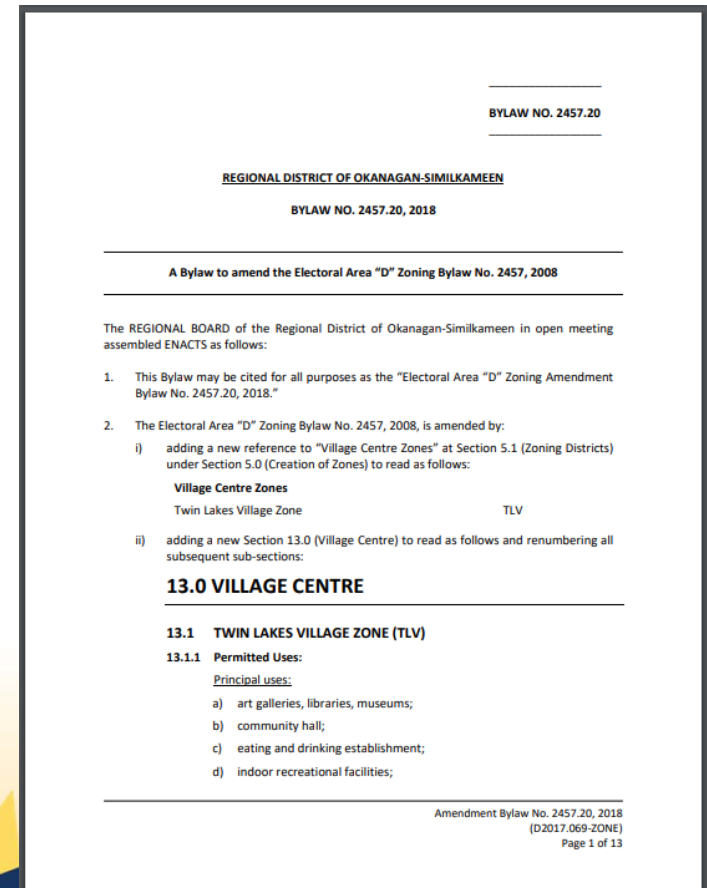 BYLAW NO. 2457.20
REGIONAL DISTRICT OF OKANAGAN-SIMILKAMEEN
BYLAW NO. 2457.20, 2018
A Bylaw to amend the Electoral Area "D" Zoning Bylaw No. 2457, 2008
The REGIONAL BOARD of the Regional District of Okanagan-Similkameen in open meeting
assembled ENACTS as follows:
1. This Bylaw may be cited for all purposes as the "Electoral Area "D" Zoning Amendment
Bylaw No. 2457.20, 2018."
2. The Electoral Area "D" Zoning Bylaw No. 2457, 2008, is amended by:
i) adding a new reference to "Village Centre Zones" at Section 5.1 (Zoning Districts)
under Section 5.0 (Creation of Zones) to read as follows:
Village Centre Zones
Twin Lakes Village Zone TLV
ii) adding a new Section 13.0 (Village Centre) to read as follows and renumbering all
subsequent sub-sections:
13.0 VILLAGE CENTRE
13.1 TWIN LAKES VILLAGE ZONE (TLV)
13.1.1 Permitted Uses:
Principal uses:
a) art galleries, libraries, museums;
b) community hall;
c) eating and drinking establishment;
d) indoor recreational facilities;
Amendment Bylaw No. 2457.20, 2018
(D2017.069-ZONE)
Page 1 of 13